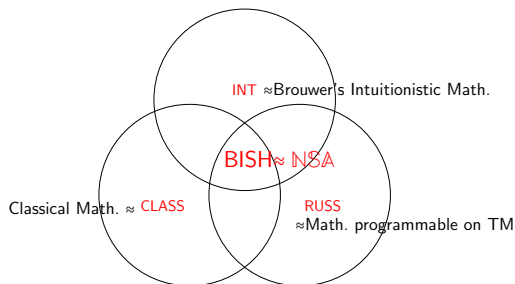 INT ≈Brouwer's Intuitionistic Math.
BISH≈ ℕ𝕊𝔸
Classical Math. ≈ CLASS
RUSS
≈Math. programmable on TM